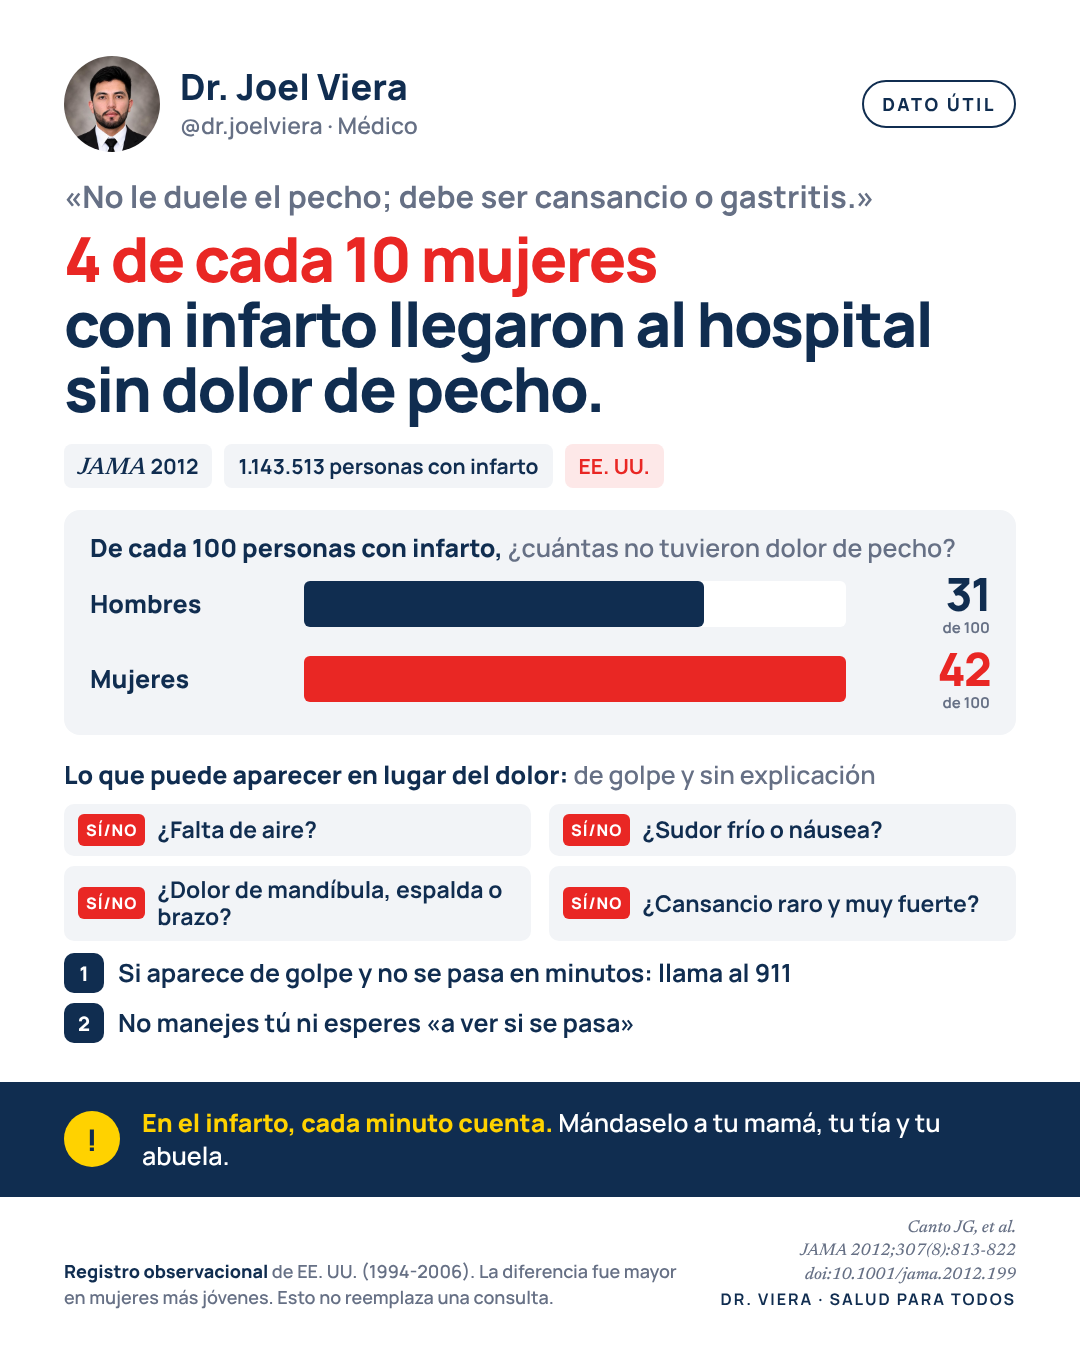 Dr. Joel Viera
@dr.joelviera · Médico
DATO ÚTIL
«No le duele el pecho; debe ser cansancio o gastritis.»
4 de cada 10 mujeres
con infarto llegaron al hospital
sin dolor de pecho.
JAMA 2012
1.143.513 personas con infarto
EE. UU.
De cada 100 personas con infarto, ¿cuántas no tuvieron dolor de pecho?
Hombres
31
de 100
Mujeres
42
de 100
Lo que puede aparecer en lugar del dolor: de golpe y sin explicación
SÍ/NO ¿Falta de aire?
SÍ/NO ¿Sudor frío o náusea?
SÍ/NO ¿Dolor de mandíbula, espalda o
brazo?
SÍ/NO ¿Cansancio raro y muy fuerte?
1 Si aparece de golpe y no se pasa en minutos: llama al 911
2 No manejes tú ni esperes «a ver si se pasa»
! En el infarto, cada minuto cuenta. Mándaselo a tu mamá, tu tía y tu
abuela.
Registro observacional de EE. UU. (1994-2006). La diferencia fue mayor
en mujeres más jóvenes. Esto no reemplaza una consulta.
Canto JG, et al.
JAMA 2012;307(8):813-822
doi:10.1001/jama.2012.199
DR. VIERA · SALUD PARA TODOS